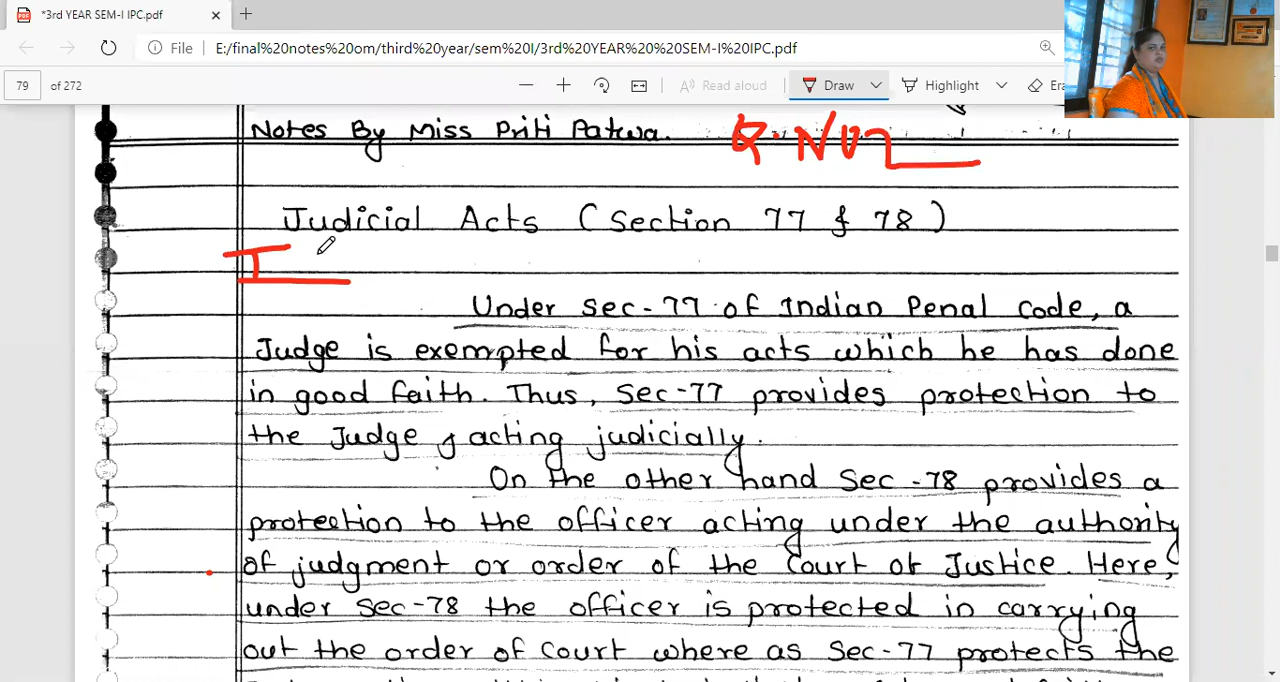 *3rd YEAR SEM-I IPC.pdf
File E:/final%20notes%20om/third%20year/sem%20I/3rd%20YEAR%20%20SEM-I%20IPC.pdf
79 of 272 Read aloud Draw Highlight
Notes By Miss Priti Patwa.
Judicial Acts (Section 77 & 78)
I
Under Sec-77 of Indian Penal Code, a
Judge is exempted for his acts which he has done
in good faith. Thus, Sec-77 provides protection to
the Judge acting judicially.
On the other hand Sec-78 provides a
protection to the officer acting under the authority
of judgment or order of the Court of Justice. Here,
under Sec-78 the officer is protected in carrying
out the order of Court where as Sec-77 protects the